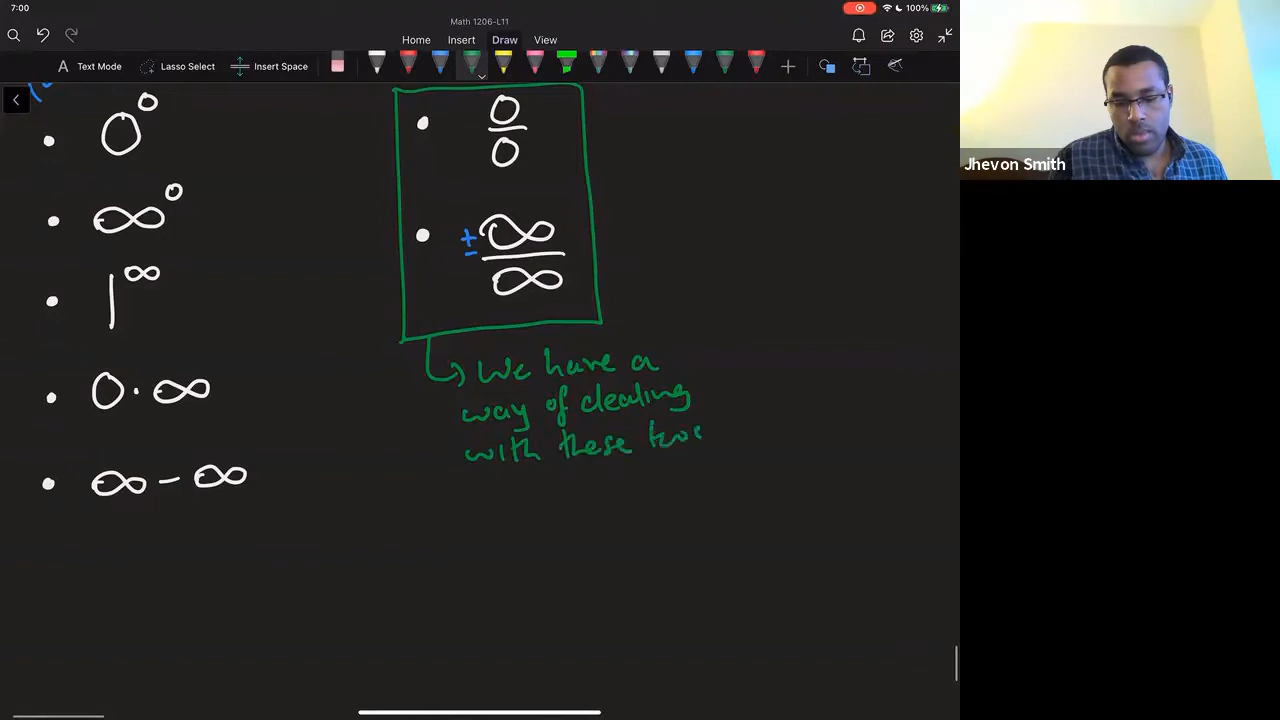 7:00
100%
Math 1206-L11
Home Insert Draw View
Text Mode Lasso Select Insert Space
Jhevon Smith
• 0⁰
• ∞⁰
• 1^∞
• 0 · ∞
• ∞ - ∞
• 0/0
• ± ∞/∞
We have a
way of dealing
with these two